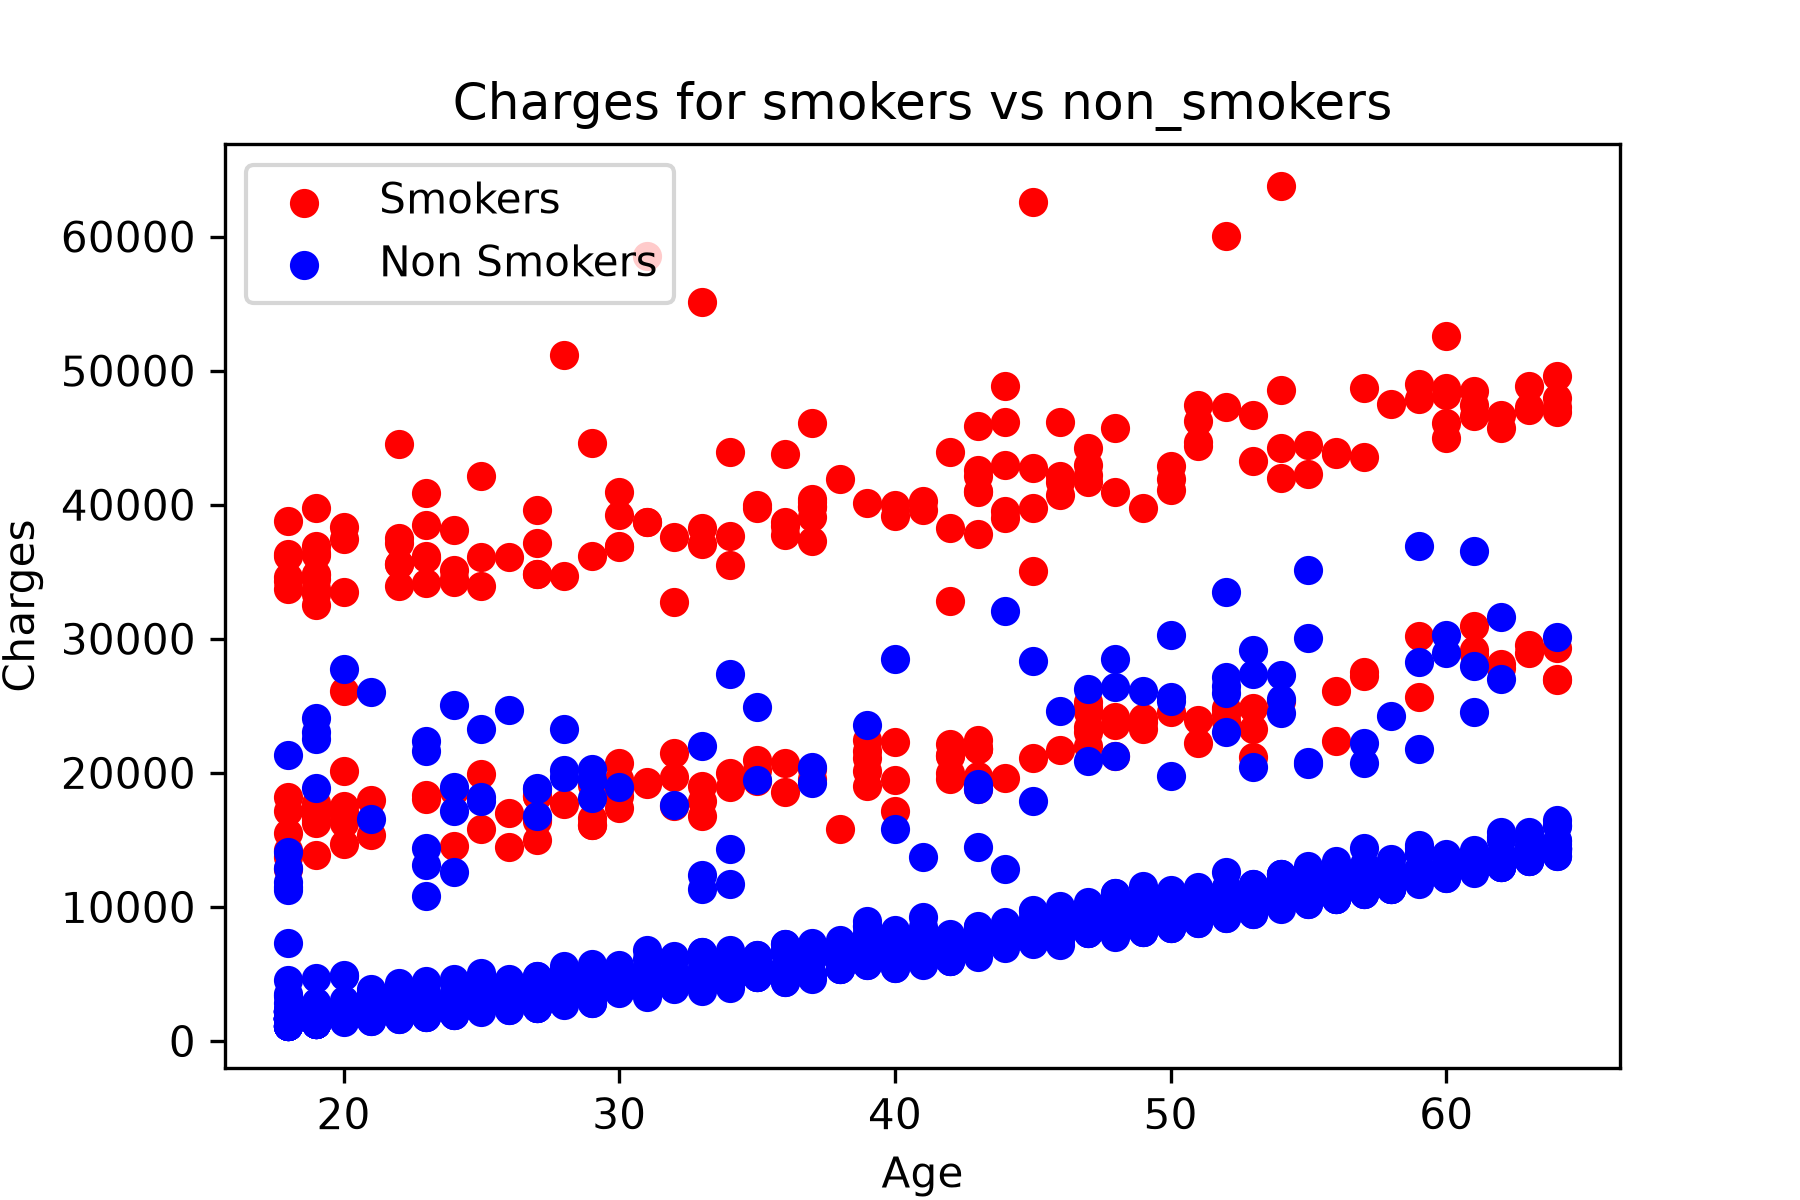 Charges for smokers vs non_smokers
Smokers
Non Smokers
Charges
60000
50000
40000
30000
20000
10000
0
20 30 40 50 60
Age